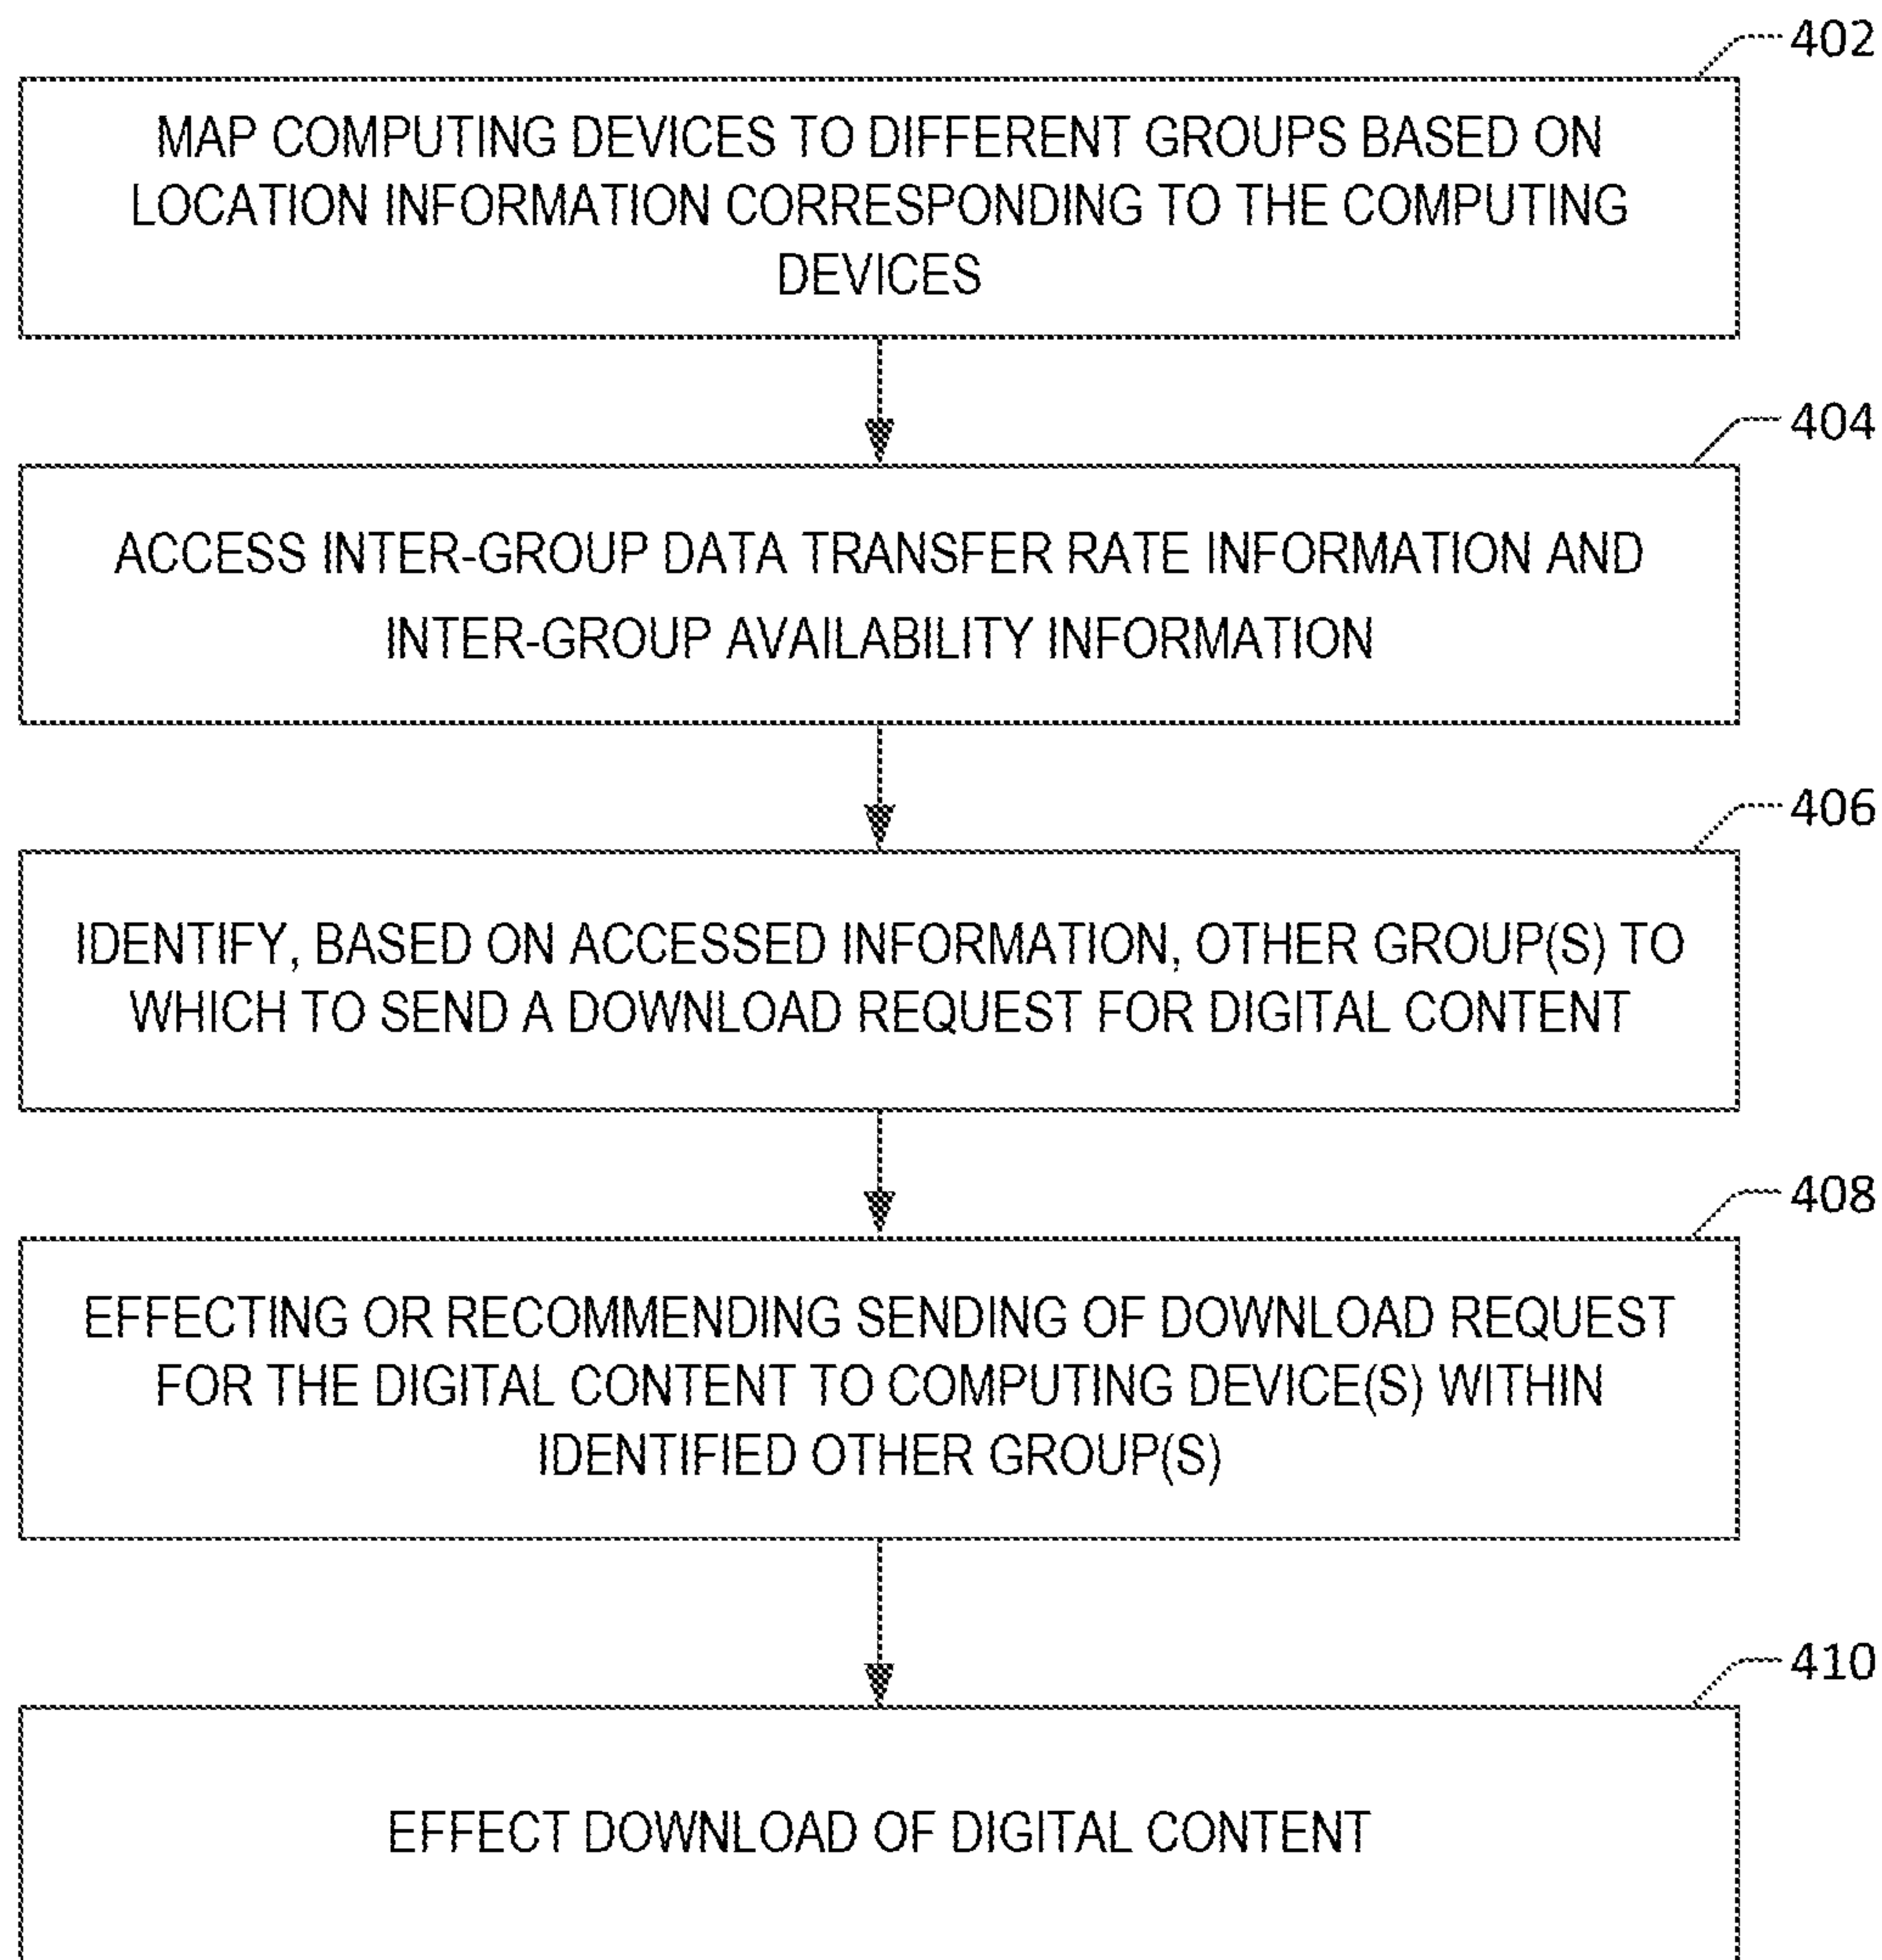 402
MAP COMPUTING DEVICES TO DIFFERENT GROUPS BASED ON
LOCATION INFORMATION CORRESPONDING TO THE COMPUTING
DEVICES
404
ACCESS INTER-GROUP DATA TRANSFER RATE INFORMATION AND
INTER-GROUP AVAILABILITY INFORMATION
406
IDENTIFY, BASED ON ACCESSED INFORMATION, OTHER GROUP(S) TO
WHICH TO SEND A DOWNLOAD REQUEST FOR DIGITAL CONTENT
408
EFFECTING OR RECOMMENDING SENDING OF DOWNLOAD REQUEST
FOR THE DIGITAL CONTENT TO COMPUTING DEVICE(S) WITHIN
IDENTIFIED OTHER GROUP(S)
410
EFFECT DOWNLOAD OF DIGITAL CONTENT